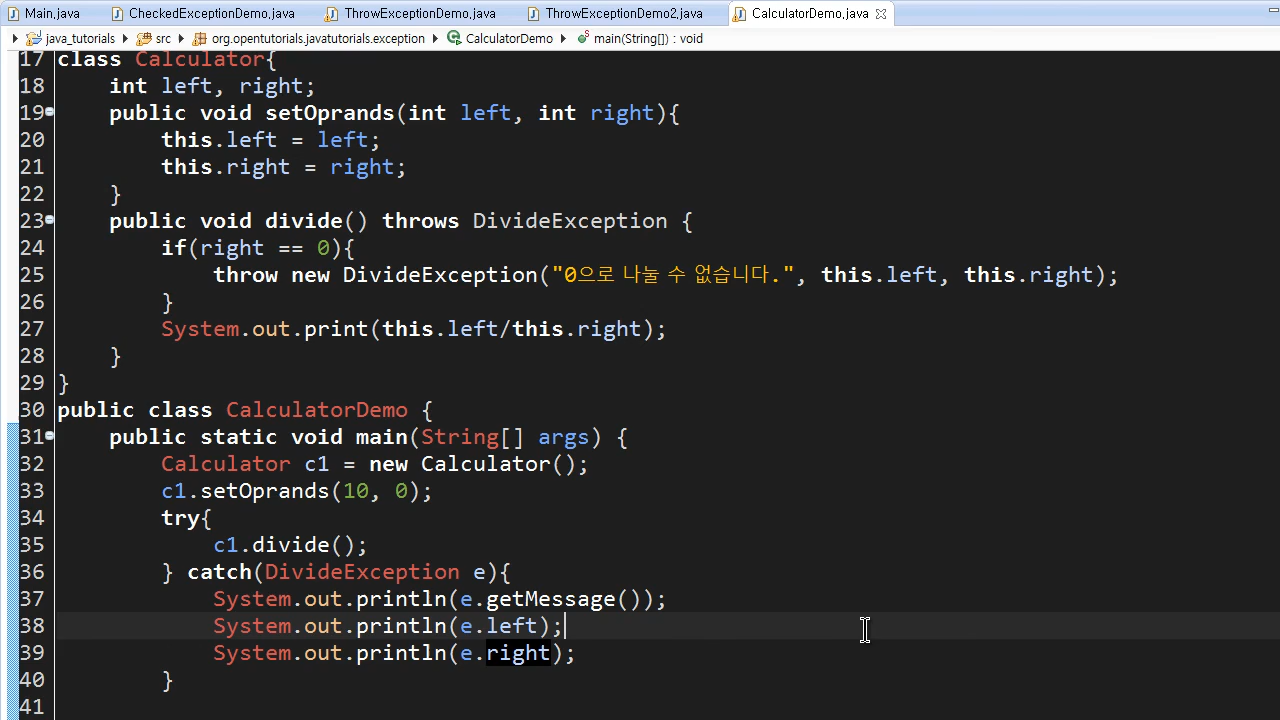 Main.java CheckedExceptionDemo.java ThrowExceptionDemo.java ThrowExceptionDemo2.java CalculatorDemo.java
java_tutorials src org.opentutorials.javatutorials.exception CalculatorDemo main(String[]) : void
17 class Calculator{
18 int left, right;
19 public void setOprands(int left, int right){
20 this.left = left;
21 this.right = right;
22 }
23 public void divide() throws DivideException {
24 if(right == 0){
25 throw new DivideException("0으로 나눌 수 없습니다.", this.left, this.right);
26 }
27 System.out.print(this.left/this.right);
28 }
29 }
30 public class CalculatorDemo {
31 public static void main(String[] args) {
32 Calculator c1 = new Calculator();
33 c1.setOprands(10, 0);
34 try{
35 c1.divide();
36 } catch(DivideException e){
37 System.out.println(e.getMessage());
38 System.out.println(e.left);
39 System.out.println(e.right);
40 }
41